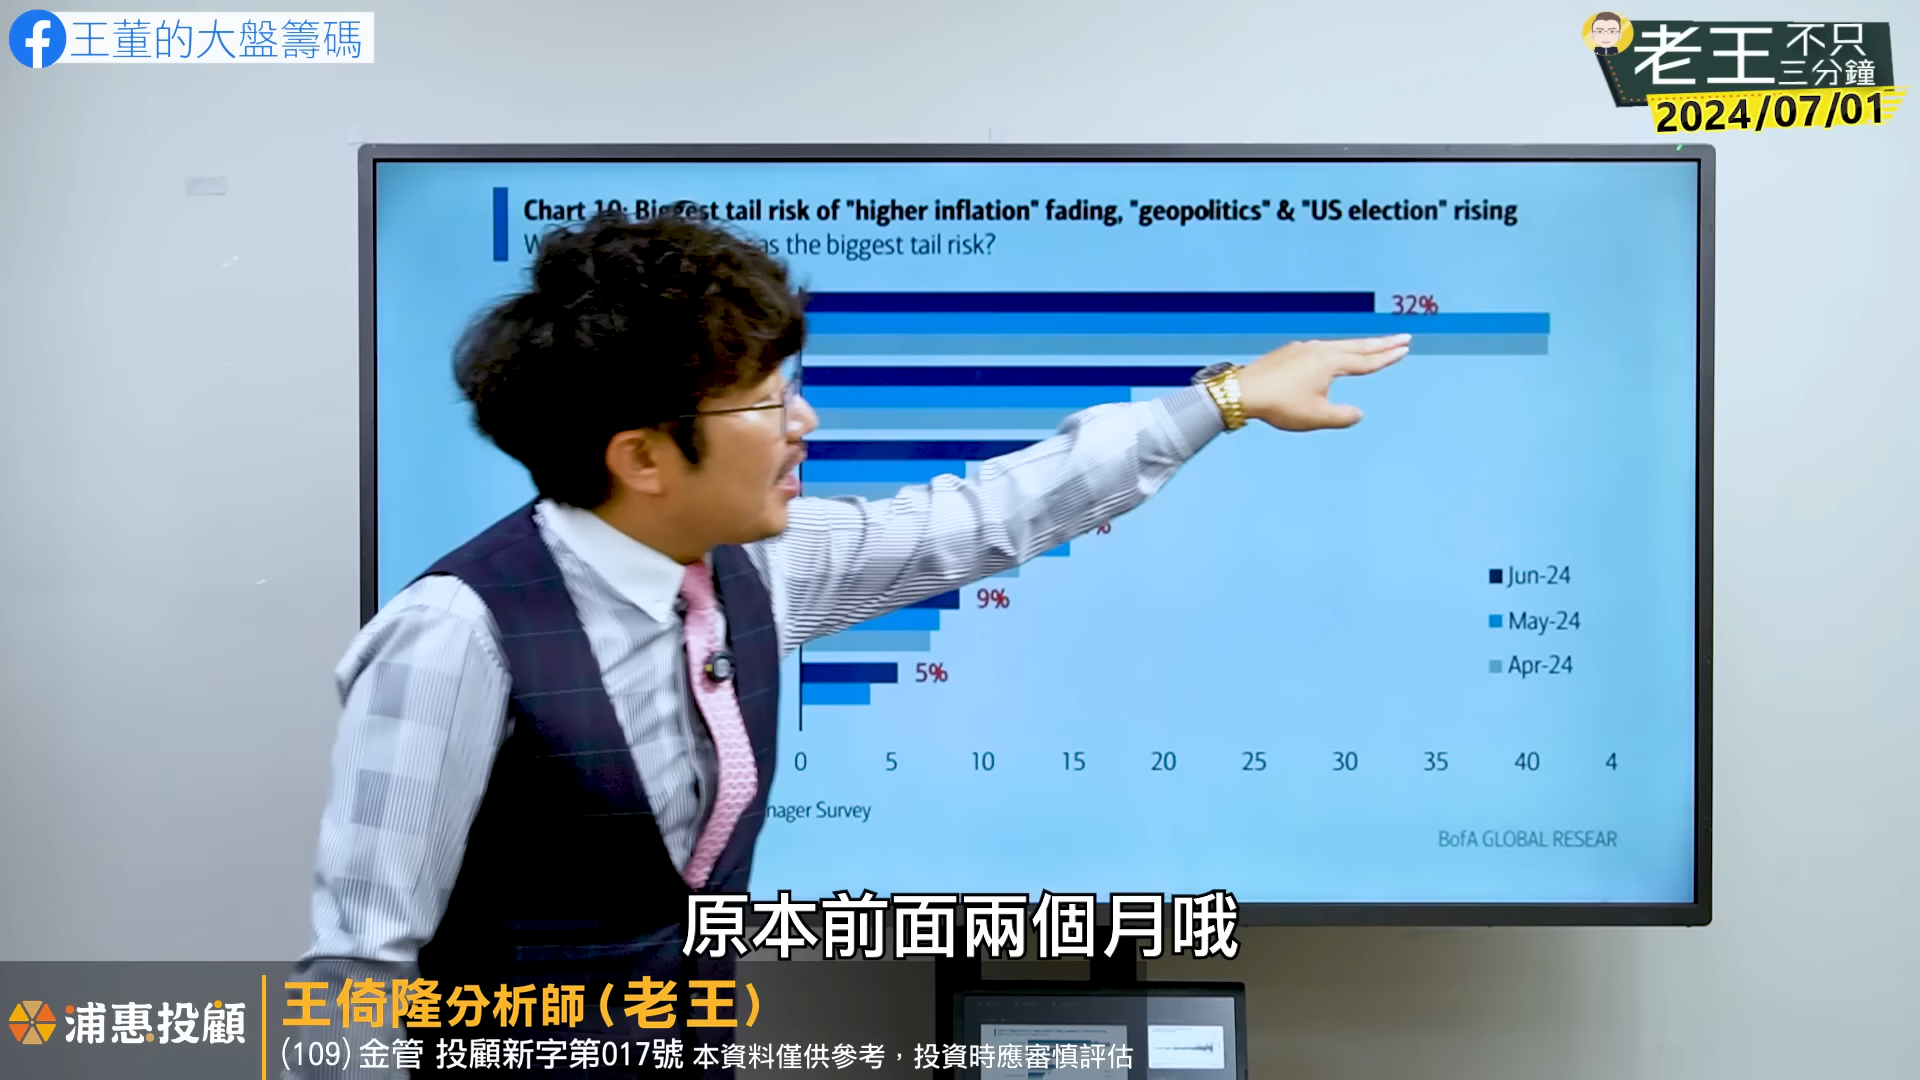 王董的大盤籌碼
老王 不只三分鐘
2024/07/01
Chart 10: Biggest tail risk of "higher inflation" fading, "geopolitics" & "US election" rising
as the biggest tail risk?
32%
9%
5%
Jun-24
May-24
Apr-24
0 5 10 15 20 25 30 35 40 4
nager Survey
BofA GLOBAL RESEAR
原本前面兩個月哦
浦惠投顧
王倚隆分析師(老王)
(109)金管 投顧新字第017號 本資料僅供參考，投資時應審慎評估